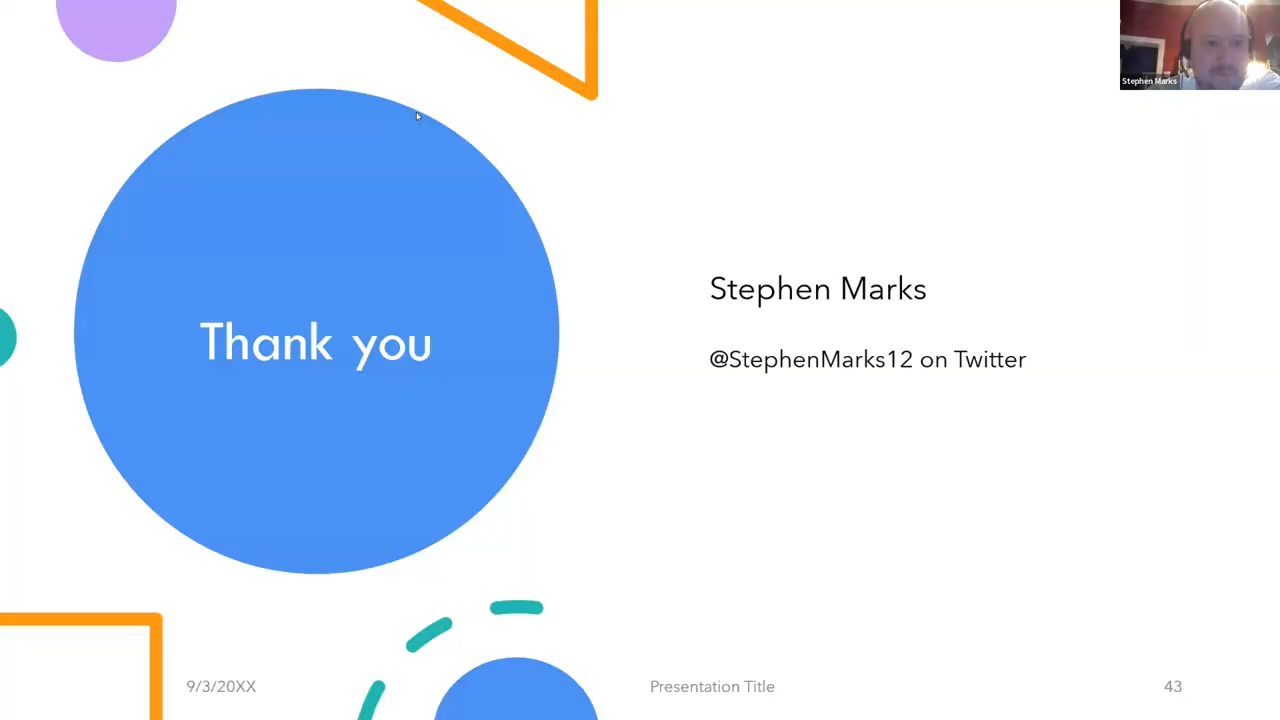 Stephen Marks
Thank you
Stephen Marks
@StephenMarks12 on Twitter
9/3/20XX
Presentation Title
43